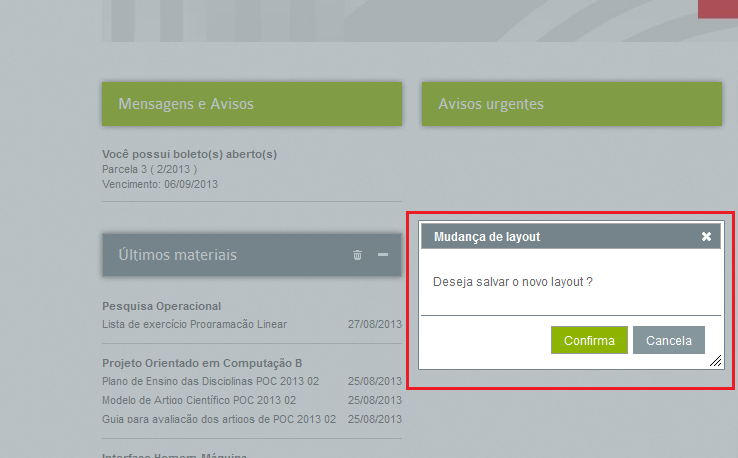 Mensagens e Avisos
Avisos urgentes
Você possui boleto(s) aberto(s)
Parcela 3 ( 2/2013 )
Vencimento: 06/09/2013
Últimos materiais
Pesquisa Operacional
Lista de exercício Programação Linear 27/08/2013
Projeto Orientado em Computação B
Plano de Ensino das Disciplinas POC 2013 02 25/08/2013
Modelo de Artigo Científico POC 2013 02 25/08/2013
Guia para avaliação dos artigos de POC 2013 02 25/08/2013
Interface Homem-Máquina
Mudança de layout
Deseja salvar o novo layout ?
Confirma Cancela